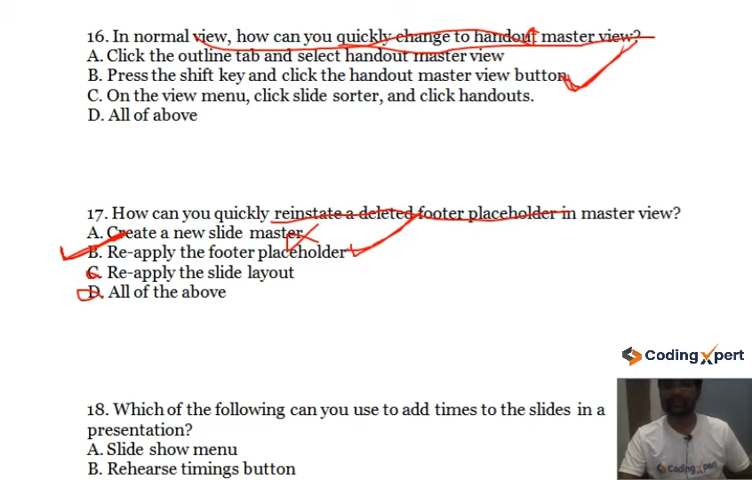 16. In normal view, how can you quickly change to handout master view?
A. Click the outline tab and select handout master view
B. Press the shift key and click the handout master view button
C. On the view menu, click slide sorter, and click handouts.
D. All of above
17. How can you quickly reinstate a deleted footer placeholder in master view?
A. Create a new slide master
B. Re-apply the footer placeholder
C. Re-apply the slide layout
D. All of the above
CodingXpert
18. Which of the following can you use to add times to the slides in a
presentation?
A. Slide show menu
B. Rehearse timings button
CodingXpert